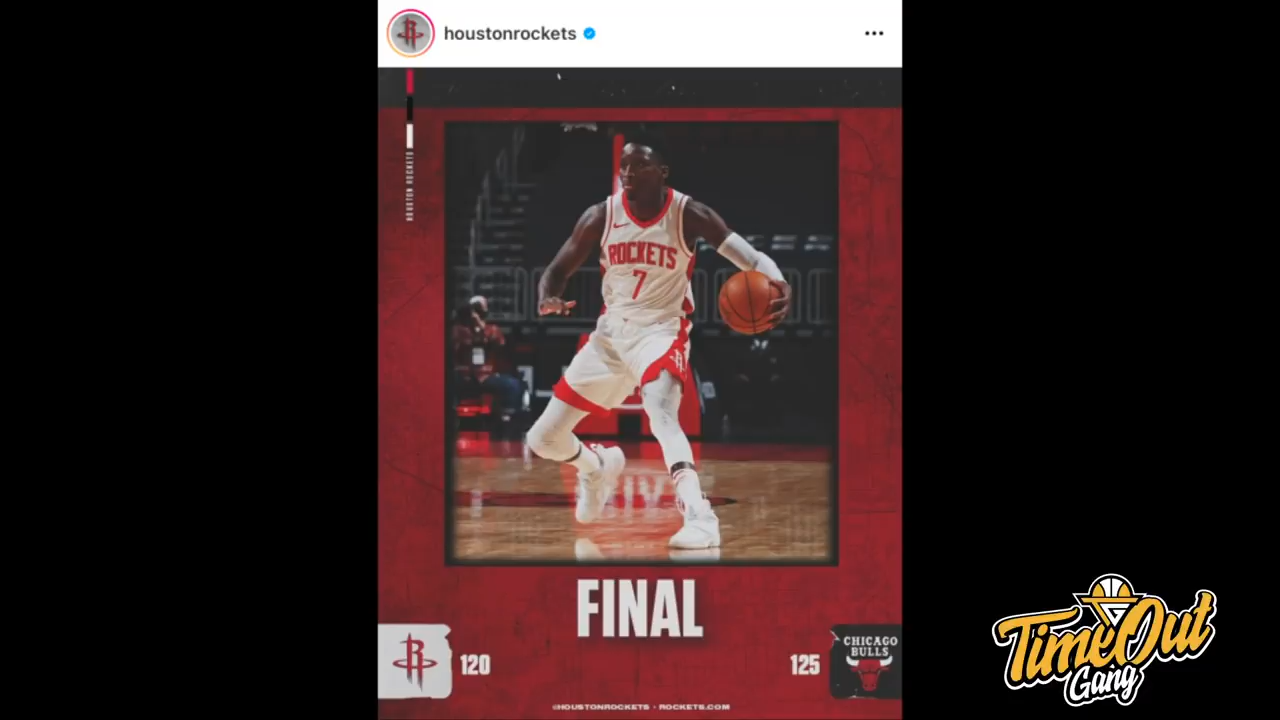 houstonrockets
HOUSTON ROCKETS
ROCKETS
7
FINAL
120
125
CHICAGO
BULLS
@HOUSTONROCKETS - ROCKETS.COM
TimeOut
Gang